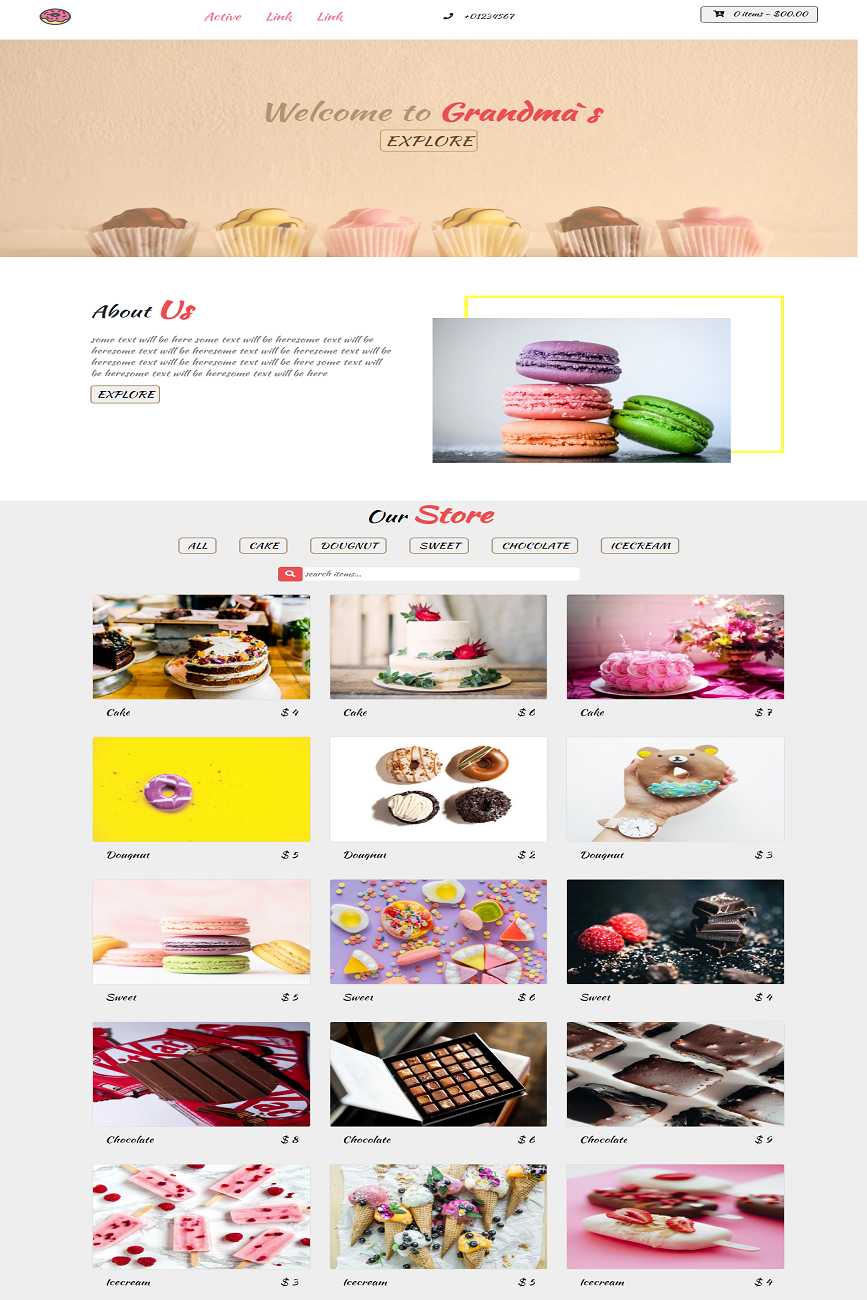 Active Link Link +01234567 0 items - $00.00
Welcome to Grandma`s
EXPLORE
About Us
some text will be here some text will be heresome text will be
heresome text will be heresome text will be heresome text will be
heresome text will be heresome text will be here some text will
be heresome text will be heresome text will be here
EXPLORE
Our Store
ALL CAKE DOUGNUT SWEET CHOCOLATE ICECREAM
search items...
Cake $ 4 Cake $ 6 Cake $ 7
Dougnut $ 5 Dougnut $ 2 Dougnut $ 3
Sweet $ 5 Sweet $ 6 Sweet $ 4
KitKat
Chocolate $ 8 Chocolate $ 6 Chocolate $ 9
Icecream $ 3 Icecream $ 5 Icecream $ 4